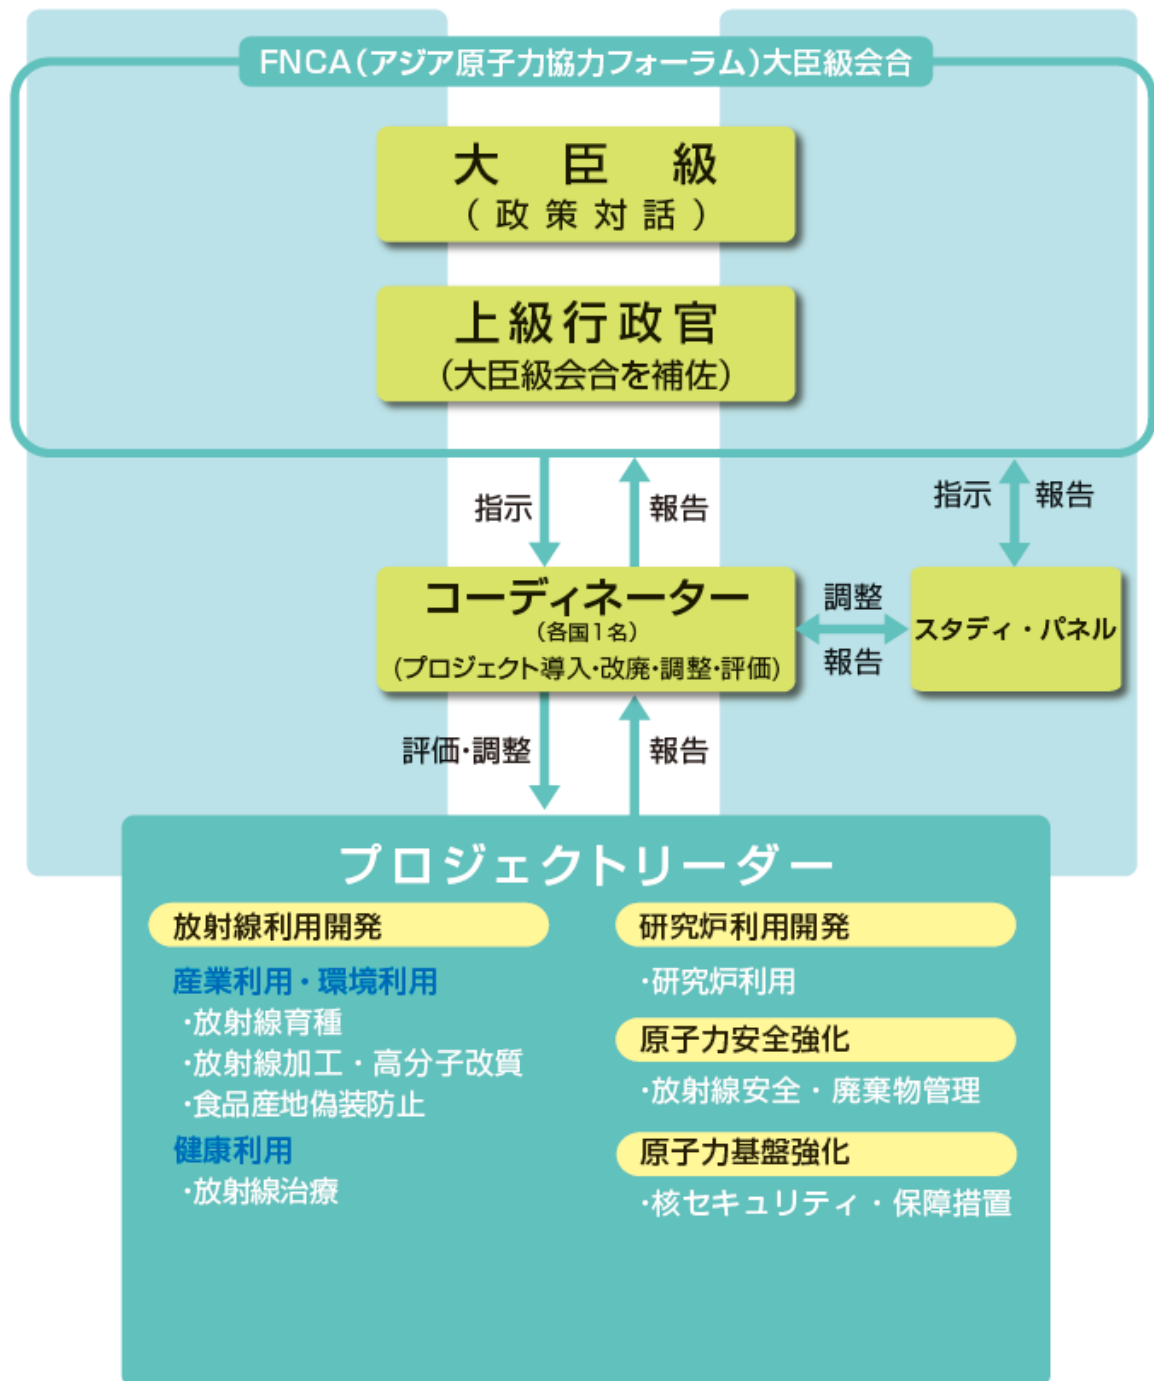 FNCA(アジア原子力協力フォーラム)大臣級会合
大臣級
(政策対話)
上級行政官
(大臣級会合を補佐)
指示
報告
指示
報告
コーディネーター
(各国1名)
(プロジェクト導入・改廃・調整・評価)
調整
報告
スタディ・パネル
評価・調整
報告
プロジェクトリーダー
放射線利用開発
産業利用・環境利用
・放射線育種
・放射線加工・高分子改質
・食品産地偽装防止
健康利用
・放射線治療
研究炉利用開発
・研究炉利用
原子力安全強化
・放射線安全・廃棄物管理
原子力基盤強化
・核セキュリティ・保障措置